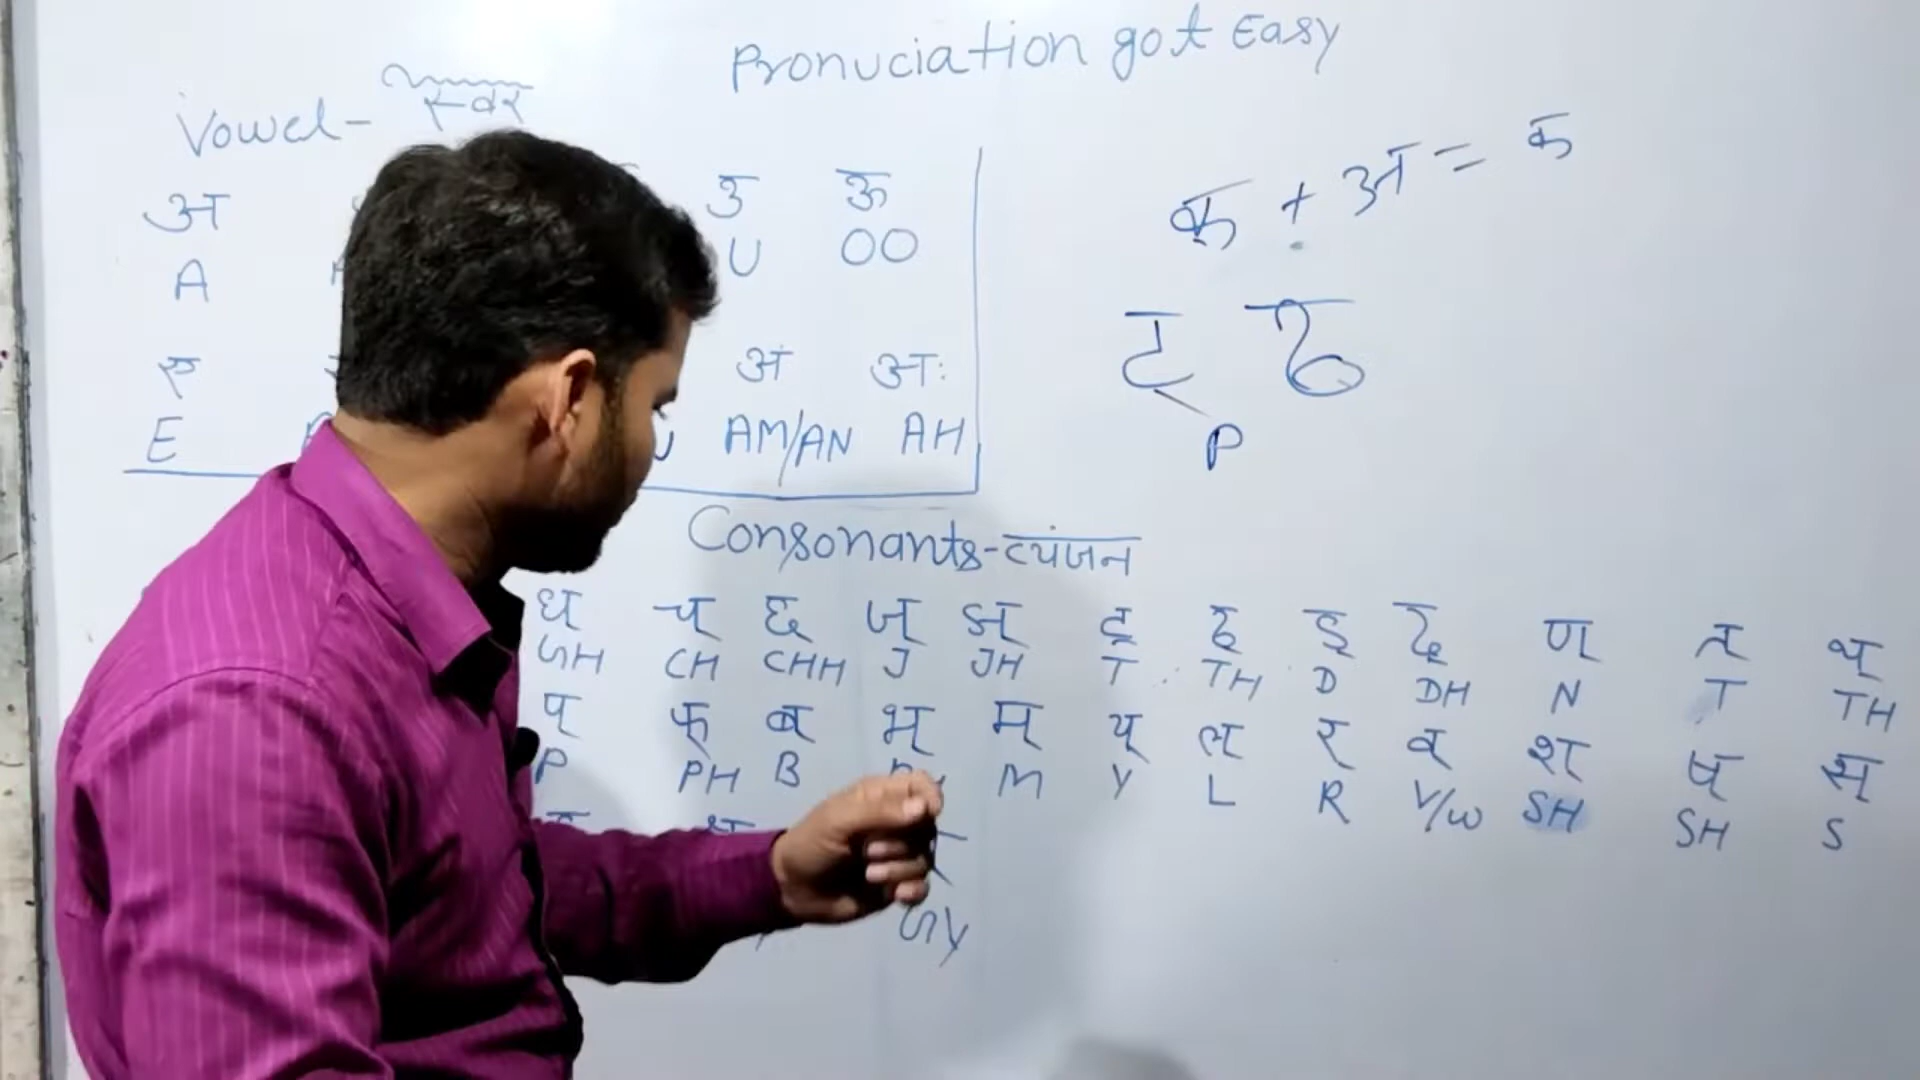 Pronuciation got Easy
Vowel- स्वर
क् + अ = क
अ उ ऊ
A U OO
ट् ढ
ए अं अः
P
E AM/AN AH
Consonants-व्यंजन
घ् च् छ् ज् झ् ट् ठ् ड् ढ् ण् त् थ्
GH CH CHH J JH T TH D DH N T TH
प् फ् ब् भ् म् य् ल् र् व् श् ष् स्
P PH B M Y L R V/W SH SH S
GY